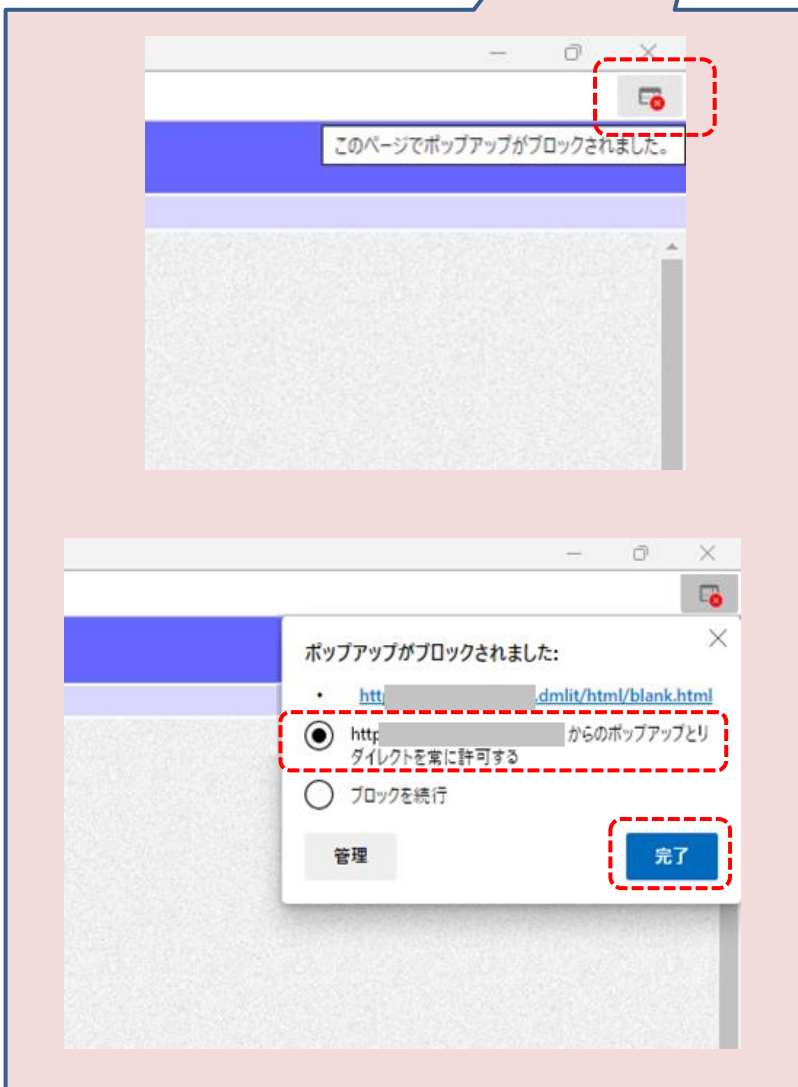 このページでポップアップがブロックされました。
ポップアップがブロックされました:
• htt .dmlit/html/blank.html
http からのポップアップとリ
ダイレクトを常に許可する
ブロックを続行
管理
完了